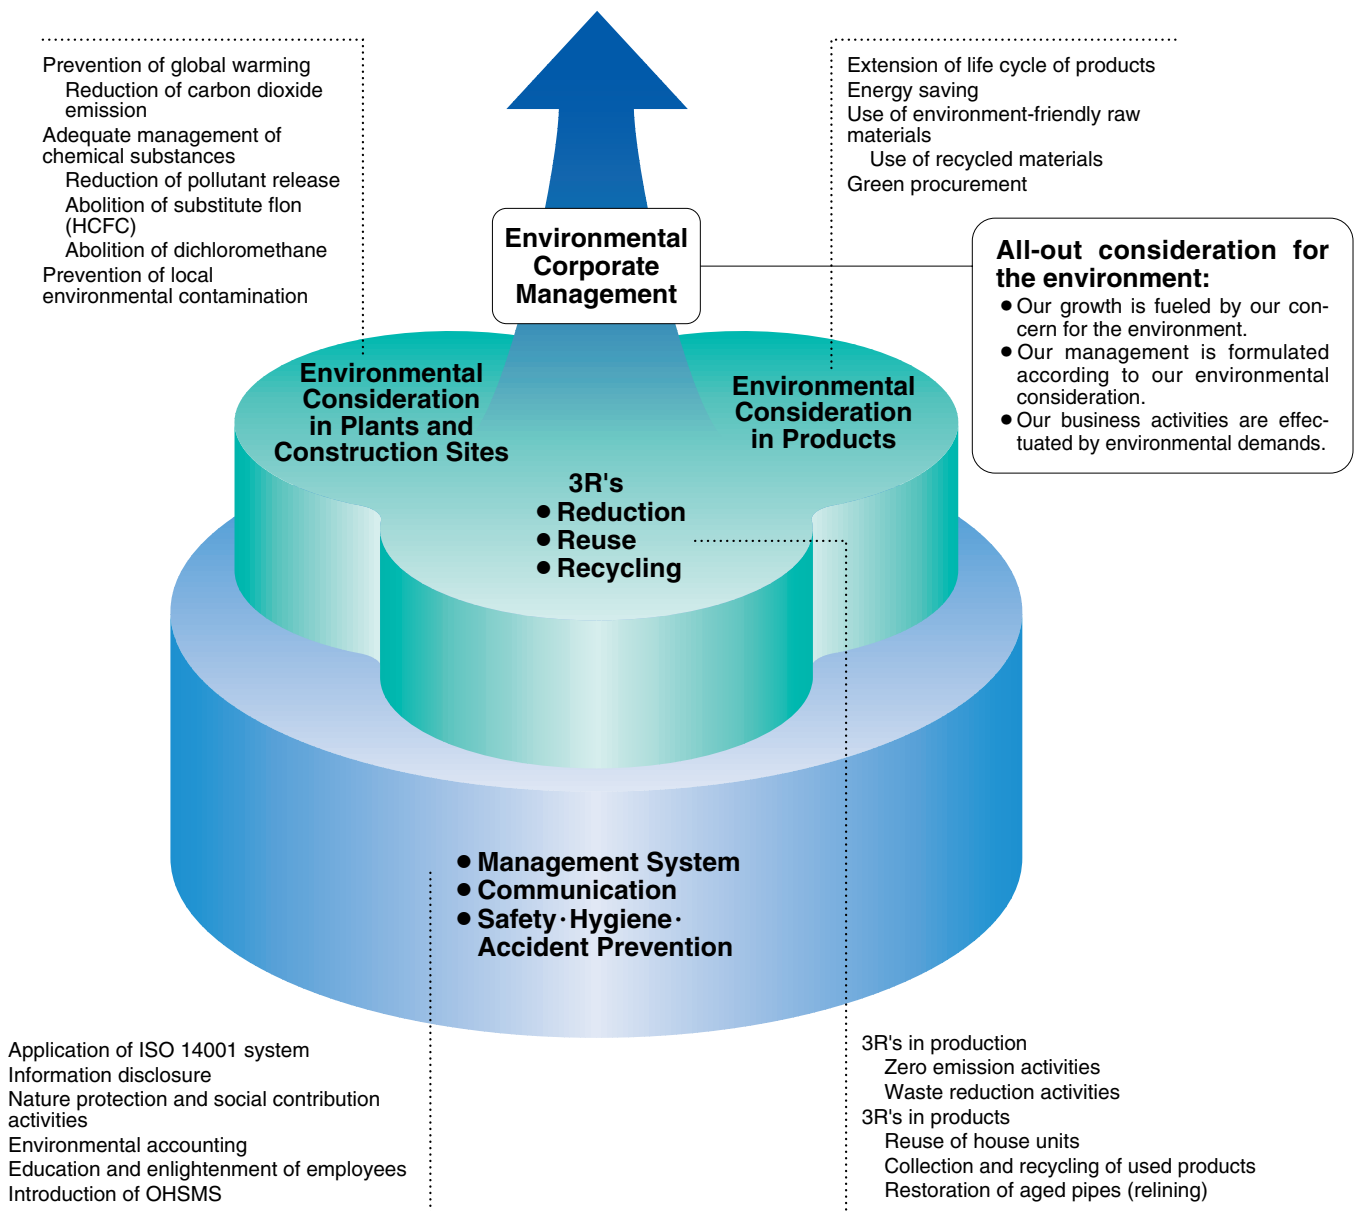 Prevention of global warming
Reduction of carbon dioxide
emission
Adequate management of
chemical substances
Reduction of pollutant release
Abolition of substitute flon
(HCFC)
Abolition of dichloromethane
Prevention of local
environmental contamination
Extension of life cycle of products
Energy saving
Use of environment-friendly raw
materials
Use of recycled materials
Green procurement
Environmental
Corporate
Management
All-out consideration for
the environment:
● Our growth is fueled by our con-
cern for the environment.
● Our management is formulated
according to our environmental
consideration.
● Our business activities are effec-
tuated by environmental demands.
Environmental
Consideration
in Plants and
Construction Sites
Environmental
Consideration
in Products
3R's
● Reduction
● Reuse
● Recycling
● Management System
● Communication
● Safety·Hygiene·
Accident Prevention
Application of ISO 14001 system
Information disclosure
Nature protection and social contribution
activities
Environmental accounting
Education and enlightenment of employees
Introduction of OHSMS
3R's in production
Zero emission activities
Waste reduction activities
3R's in products
Reuse of house units
Collection and recycling of used products
Restoration of aged pipes (relining)